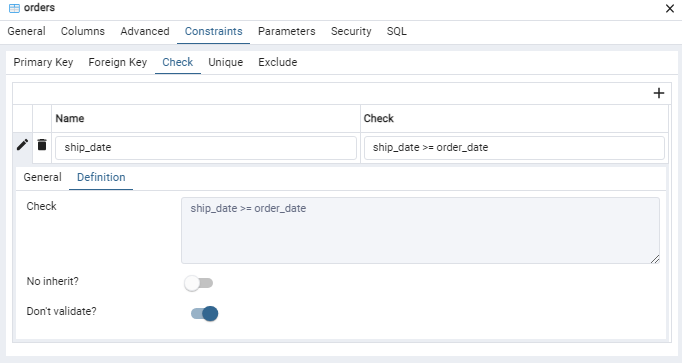 orders
General Columns Advanced Constraints Parameters Security SQL
Primary Key Foreign Key Check Unique Exclude
Name Check
ship_date ship_date >= order_date
General Definition
Check ship_date >= order_date
No inherit?
Don't validate?